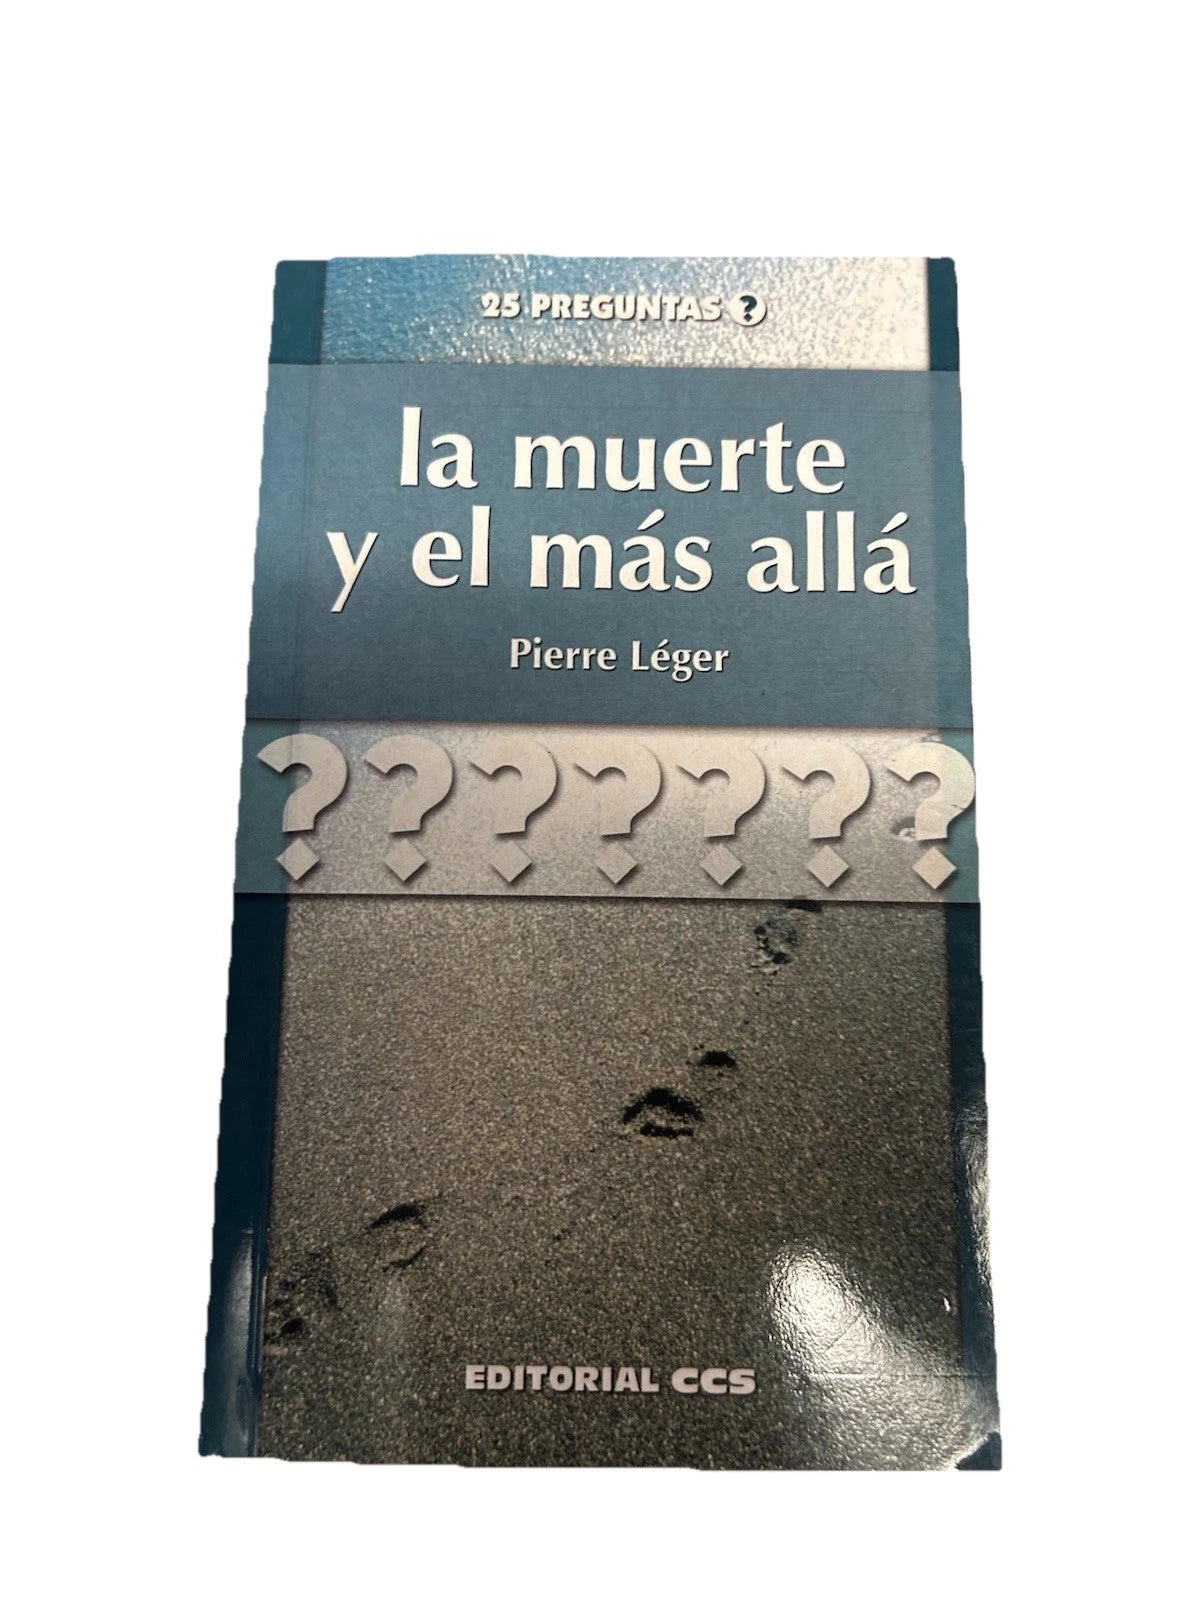 25 PREGUNTAS ?
la muerte
y el más allá
Pierre Léger
? ? ? ? ? ? ?
EDITORIAL CCS